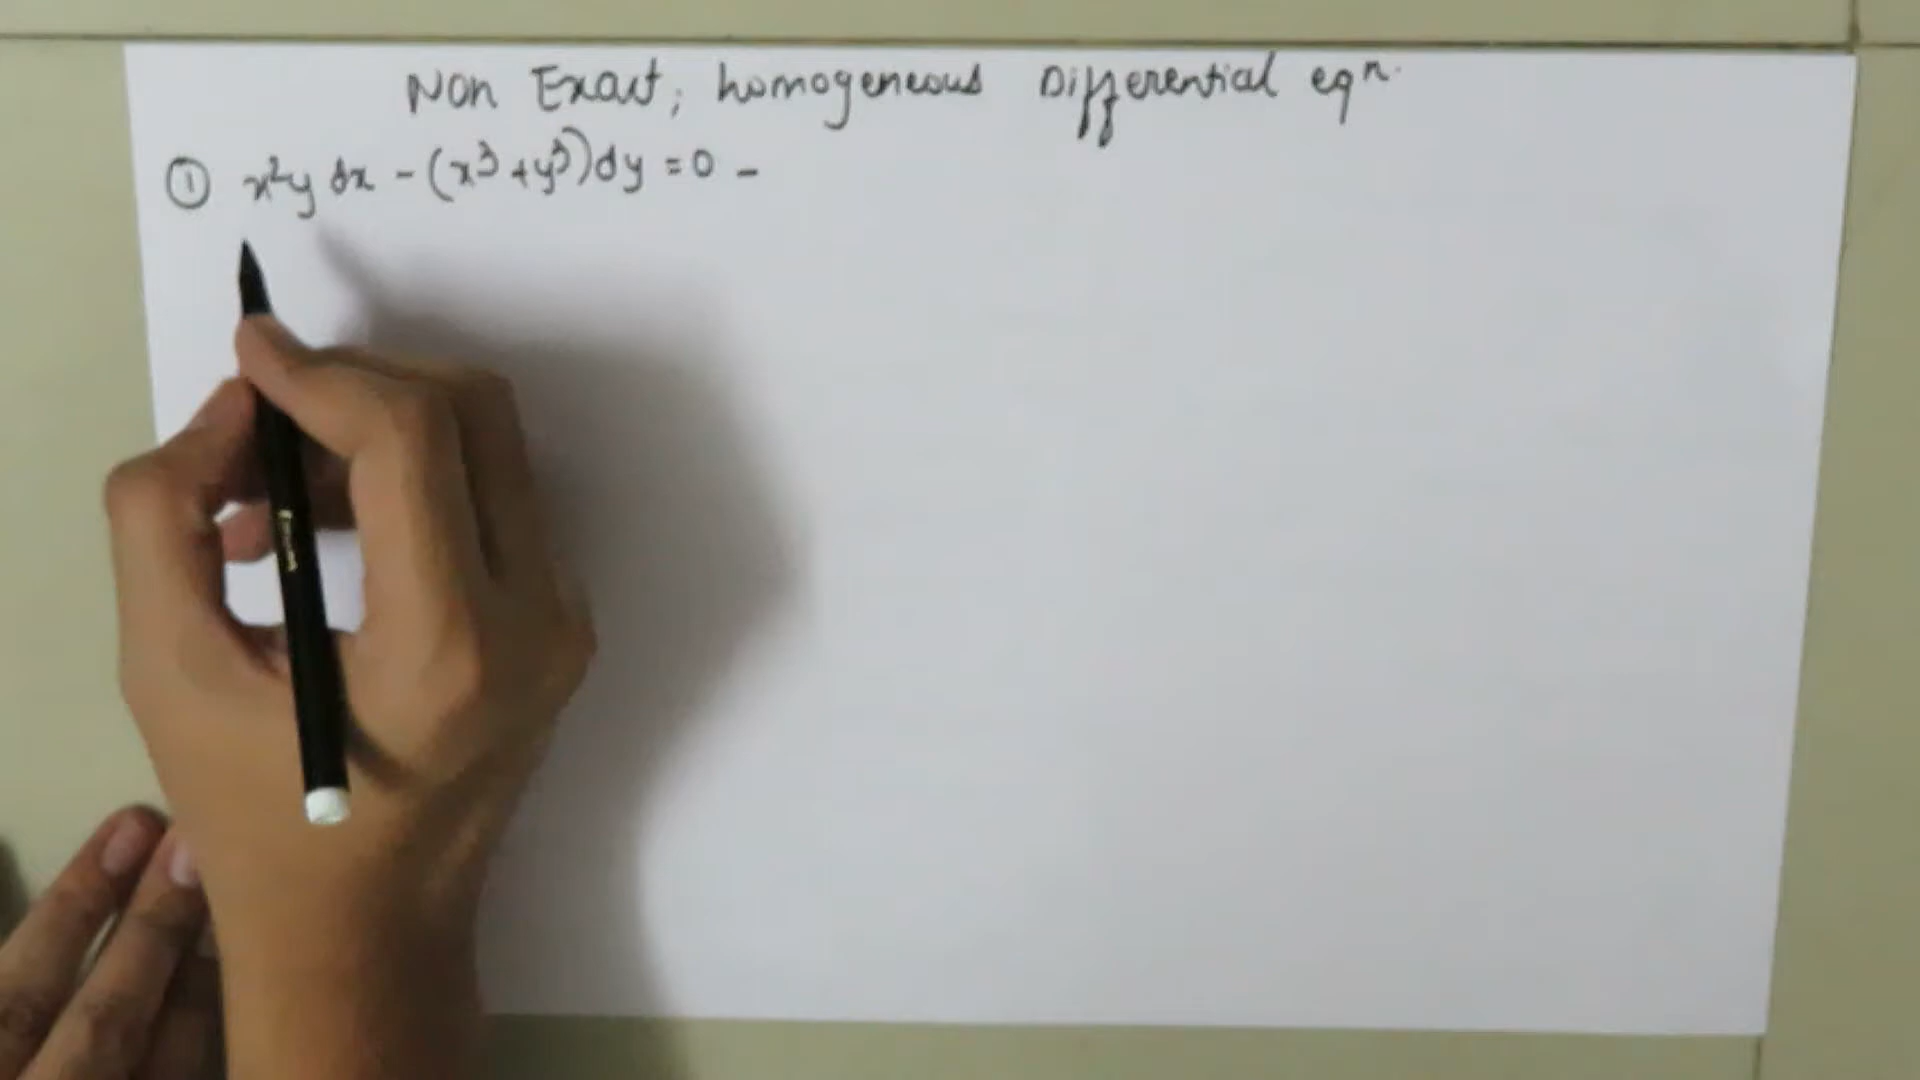 Non Exact, homogeneous Differential eqⁿ.
① x²y dx - (x³ + y³)dy = 0 -